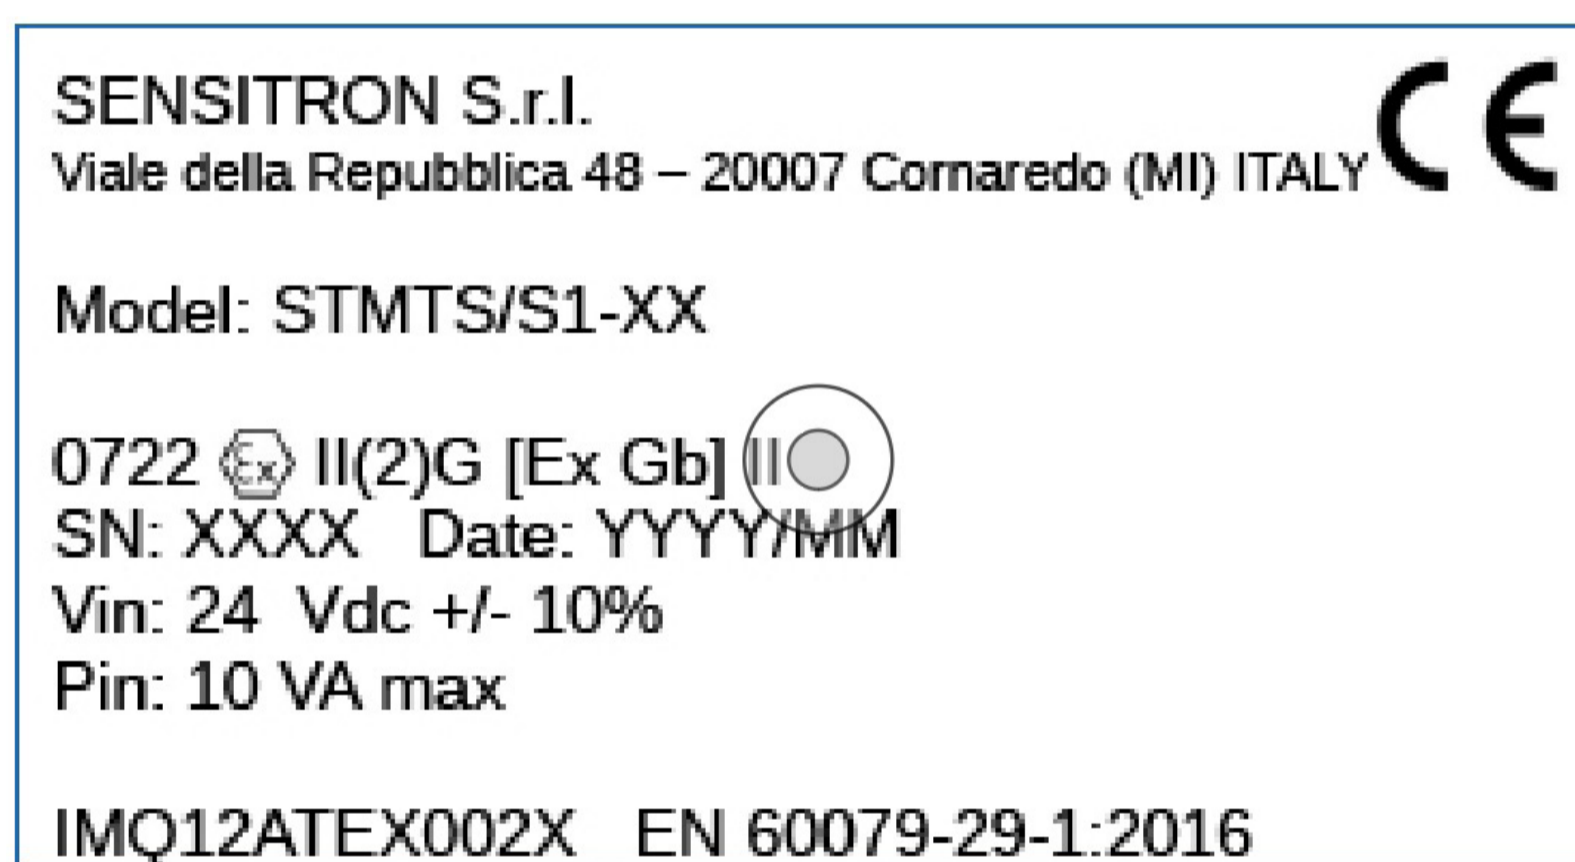 SENSITRON S.r.l.
Viale della Repubblica 48 – 20007 Cornaredo (MI) ITALY CE
Model: STMTS/S1-XX
0722 Ex II(2)G [Ex Gb] II
SN: XXXX Date: YYYY/MM
Vin: 24 Vdc +/- 10%
Pin: 10 VA max
IMQ12ATEX002X EN 60079-29-1:2016